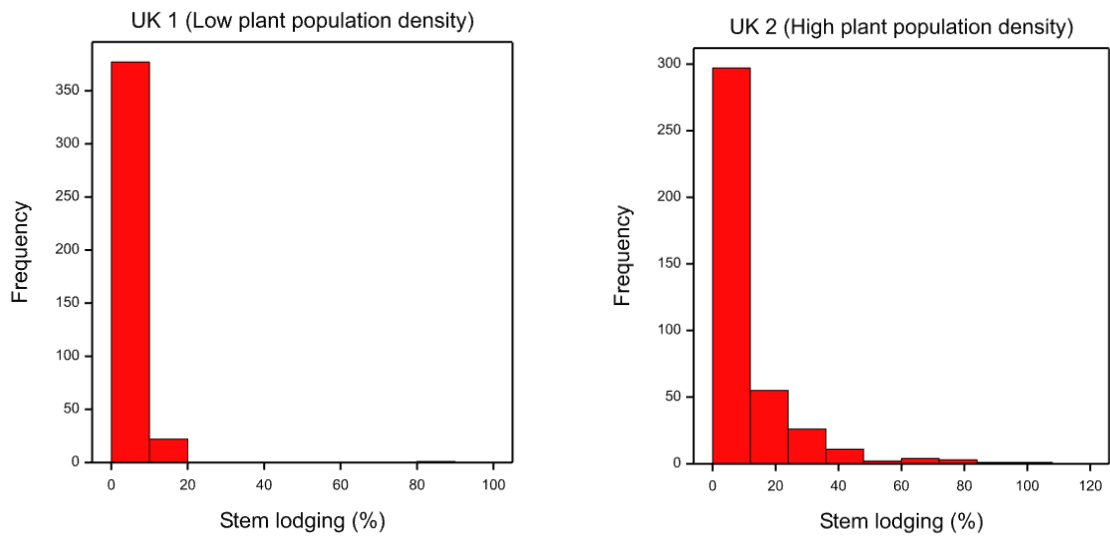 UK 1 (Low plant population density)
350
300
250
200
150
100
50
0
Frequency
0 20 40 60 80 100
Stem lodging (%)
UK 2 (High plant population density)
300
250
200
150
100
50
0
Frequency
0 20 40 60 80 100 120
Stem lodging (%)